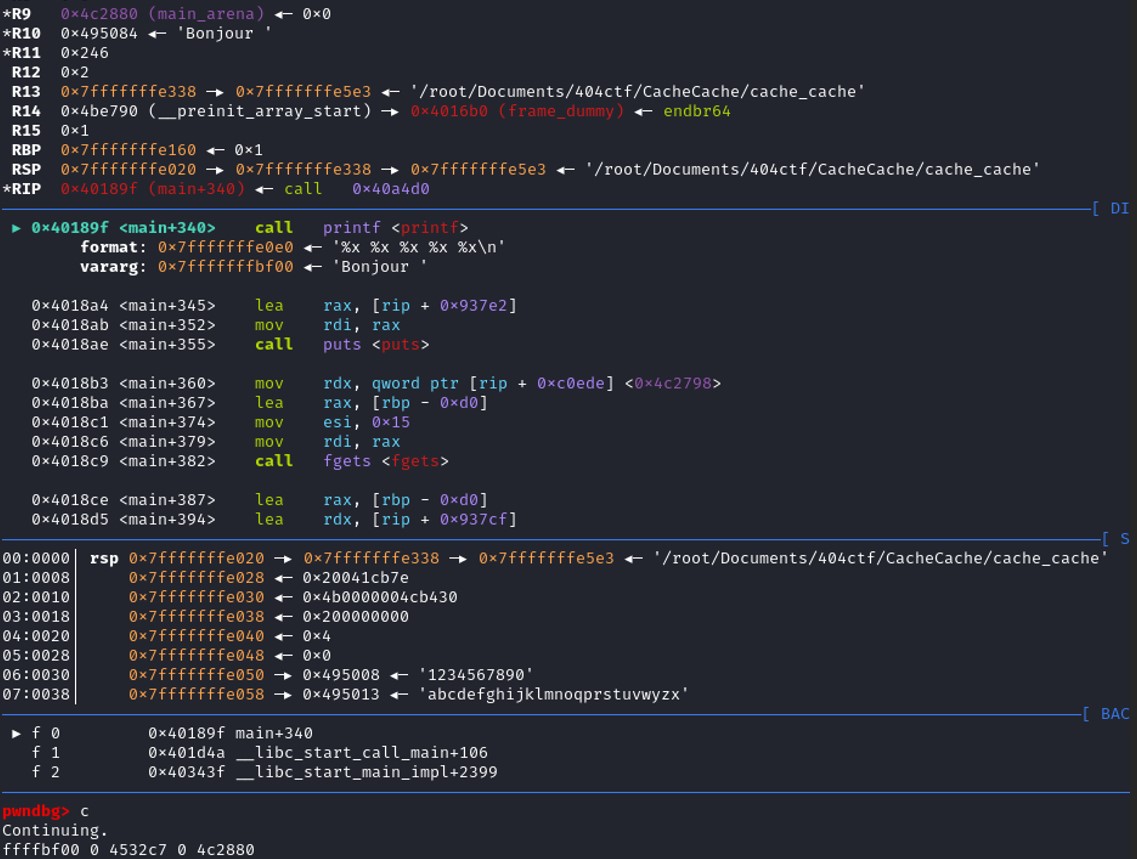 *R9   0×4c2880 (main_arena) ◂— 0×0
*R10  0×495084 ◂— 'Bonjour '
*R11  0×246
 R12  0×2
 R13  0×7fffffffe338 —▸ 0×7fffffffe5e3 ◂— '/root/Documents/404ctf/CacheCache/cache_cache'
 R14  0×4be790 (__preinit_array_start) —▸ 0×4016b0 (frame_dummy) ◂— endbr64
 R15  0×1
 RBP  0×7fffffffe160 ◂— 0×1
 RSP  0×7fffffffe020 —▸ 0×7fffffffe338 —▸ 0×7fffffffe5e3 ◂— '/root/Documents/404ctf/CacheCache/cache_cache'
*RIP  0×40189f (main+340) ◂— call   0×40a4d0
[ DI
 ► 0×40189f <main+340>    call   printf <printf>
        format: 0×7fffffffe0e0 ◂— '%x %x %x %x %x\n'
        vararg: 0×7fffffffbf00 ◂— 'Bonjour '
   0×4018a4 <main+345>    lea    rax, [rip + 0×937e2]
   0×4018ab <main+352>    mov    rdi, rax
   0×4018ae <main+355>    call   puts <puts>
   0×4018b3 <main+360>    mov    rdx, qword ptr [rip + 0×c0ede] <0×4c2798>
   0×4018ba <main+367>    lea    rax, [rbp - 0×d0]
   0×4018c1 <main+374>    mov    esi, 0×15
   0×4018c6 <main+379>    mov    rdi, rax
   0×4018c9 <main+382>    call   fgets <fgets>
   0×4018ce <main+387>    lea    rax, [rbp - 0×d0]
   0×4018d5 <main+394>    lea    rdx, [rip + 0×937cf]
[ S
00:0000│ rsp 0×7fffffffe020 —▸ 0×7fffffffe338 —▸ 0×7fffffffe5e3 ◂— '/root/Documents/404ctf/CacheCache/cache_cache'
01:0008│     0×7fffffffe028 ◂— 0×20041cb7e
02:0010│     0×7fffffffe030 ◂— 0×4b0000004cb430
03:0018│     0×7fffffffe038 ◂— 0×200000000
04:0020│     0×7fffffffe040 ◂— 0×4
05:0028│     0×7fffffffe048 ◂— 0×0
06:0030│     0×7fffffffe050 —▸ 0×495008 ◂— '1234567890'
07:0038│     0×7fffffffe058 —▸ 0×495013 ◂— 'abcdefghijklmnoqprstuvwyzx'
[ BAC
 ► f 0         0×40189f main+340
   f 1         0×401d4a __libc_start_call_main+106
   f 2         0×40343f __libc_start_main_impl+2399
pwndbg> c
Continuing.
ffffbf00 0 4532c7 0 4c2880